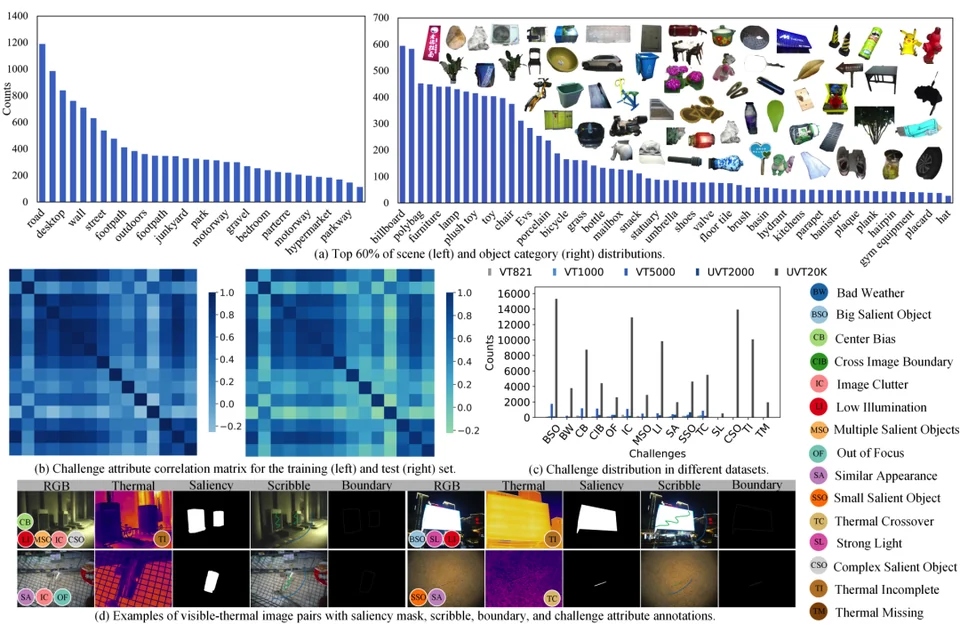 1400
1200
1000
800
600
400
200
0
Counts
road
desktop
wall
street
footpath
outdoors
footpath
junkyard
park
motorway
gravel
bedroom
parterre
motorway
hypermarket
parkway
700
600
500
400
300
200
100
0
billboard
polybag
furniture
lamp
plush toy
toy
chair
Evs
porcelain
bicycle
grass
bottle
mailbox
snack
statuary
umbrella
shoes
valve
floor tile
brush
basin
hydrant
kitchens
parapet
banister
plaque
plank
hairpin
gym equipment
placard
hat
(a) Top 60% of scene (left) and object category (right) distributions.
1.0
0.8
0.6
0.4
0.2
0.0
−0.2
1.0
0.8
0.6
0.4
0.2
0.0
−0.2
(b) Challenge attribute correlation matrix for the training (left) and test (right) set.
VT821 VT1000 VT5000 UVT2000 UVT20K
16000
14000
12000
10000
8000
6000
4000
2000
0
Counts
BSO
BW
CB
CIB
OF
IC
MSO
LI
SA
SSO
TC
SL
CSO
TI
TM
Challenges
(c) Challenge distribution in different datasets.
BW Bad Weather
BSO Big Salient Object
CB Center Bias
CIB Cross Image Boundary
IC Image Clutter
LI Low Illumination
MSO Multiple Salient Objects
OF Out of Focus
SA Similar Appearance
SSO Small Salient Object
TC Thermal Crossover
SL Strong Light
CSO Complex Salient Object
TI Thermal Incomplete
TM Thermal Missing
RGB Thermal Saliency Scribble Boundary RGB Thermal Saliency Scribble Boundary
CB
LI MSO IC CSO TI BSO SL LI TI
SA IC OF SSO SA TC
(d) Examples of visible-thermal image pairs with saliency mask, scribble, boundary, and challenge attribute annotations.